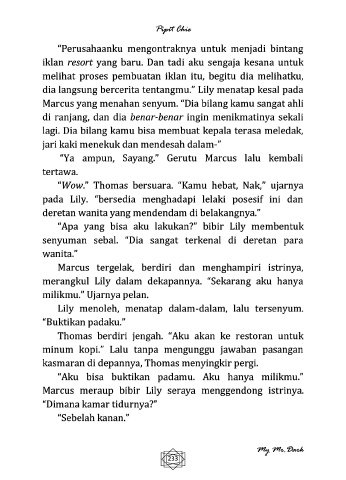 Pipit Chie
“Perusahaanku mengontraknya untuk menjadi bintang
iklan resort yang baru. Dan tadi aku sengaja kesana untuk
melihat proses pembuatan iklan itu, begitu dia melihatku,
dia langsung bercerita tentangmu.” Lily menatap kesal pada
Marcus yang menahan senyum. “Dia bilang kamu sangat ahli
di ranjang, dan dia benar-benar ingin menikmatinya sekali
lagi. Dia bilang kamu bisa membuat kepala terasa meledak,
jari kaki menekuk dan mendesah dalam-“
“Ya ampun, Sayang.” Gerutu Marcus lalu kembali
tertawa.
“Wow.” Thomas bersuara. “Kamu hebat, Nak,” ujarnya
pada Lily. “bersedia menghadapi lelaki posesif ini dan
deretan wanita yang mendendam di belakangnya.”
“Apa yang bisa aku lakukan?” bibir Lily membentuk
senyuman sebal. “Dia sangat terkenal di deretan para
wanita.”
Marcus tergelak, berdiri dan menghampiri istrinya,
merangkul Lily dalam dekapannya. “Sekarang aku hanya
milikmu.” Ujarnya pelan.
Lily menoleh, menatap dalam-dalam, lalu tersenyum.
“Buktikan padaku.”
Thomas berdiri jengah. “Aku akan ke restoran untuk
minum kopi.” Lalu tanpa mengunggu jawaban pasangan
kasmaran di depannya, Thomas menyingkir pergi.
“Aku bisa buktikan padamu. Aku hanya milikmu.”
Marcus meraup bibir Lily seraya menggendong istrinya.
“Dimana kamar tidurnya?”
“Sebelah kanan.”
233
My Mr. Dark